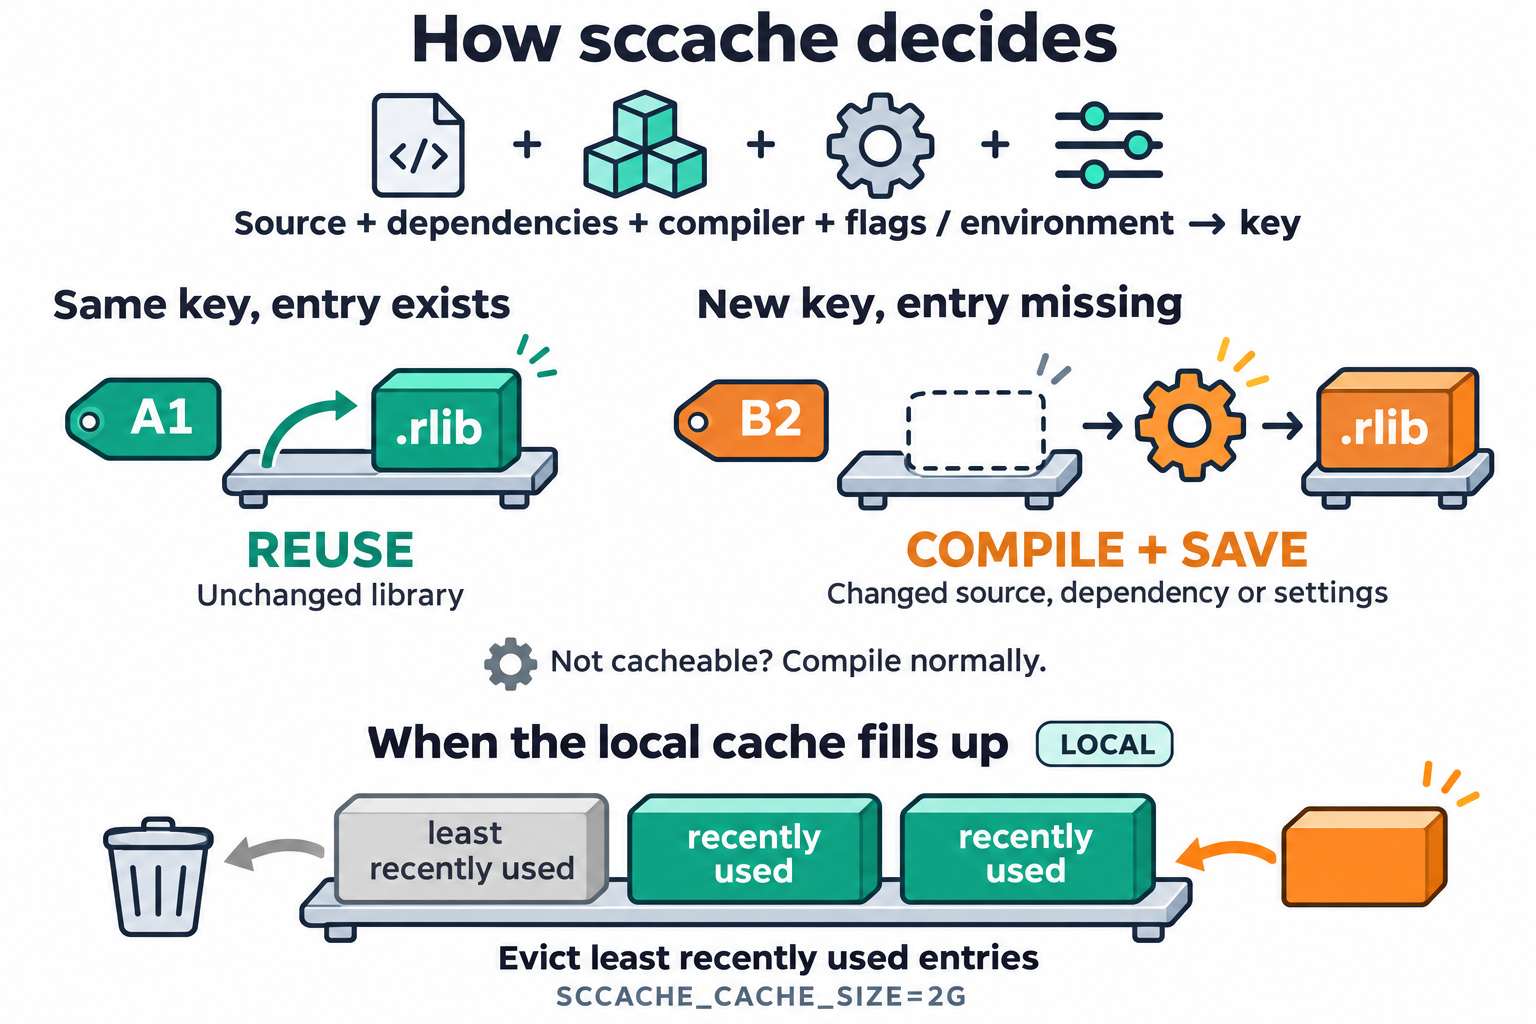 How sccache decides
</>
+ + +
Source + dependencies + compiler + flags / environment → key
Same key, entry exists
New key, entry missing
A1
.rlib
B2
.rlib
REUSE
Unchanged library
COMPILE + SAVE
Changed source, dependency or settings
Not cacheable? Compile normally.
When the local cache fills up
LOCAL
least
recently used
recently
used
recently
used
Evict least recently used entries
SCCACHE_CACHE_SIZE=2G